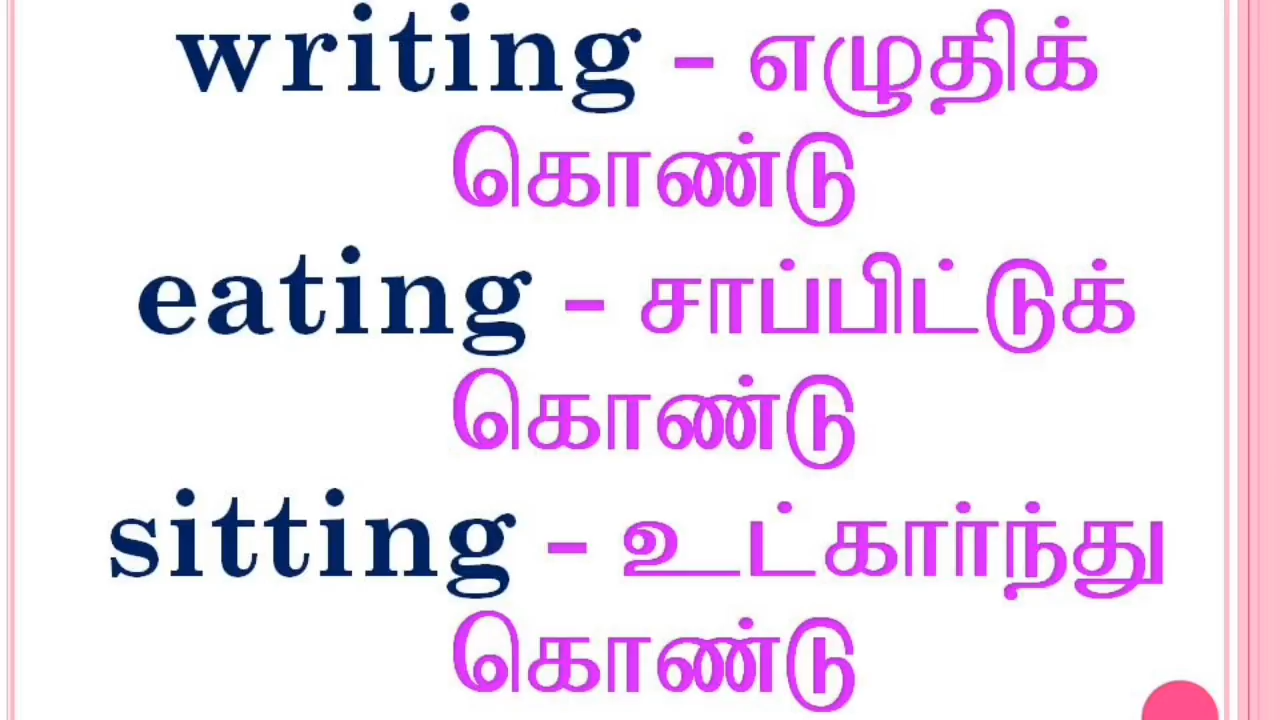 writing - எழுதிக்
கொண்டு
eating - சாப்பிட்டுக்
கொண்டு
sitting - உட்கார்ந்து
கொண்டு